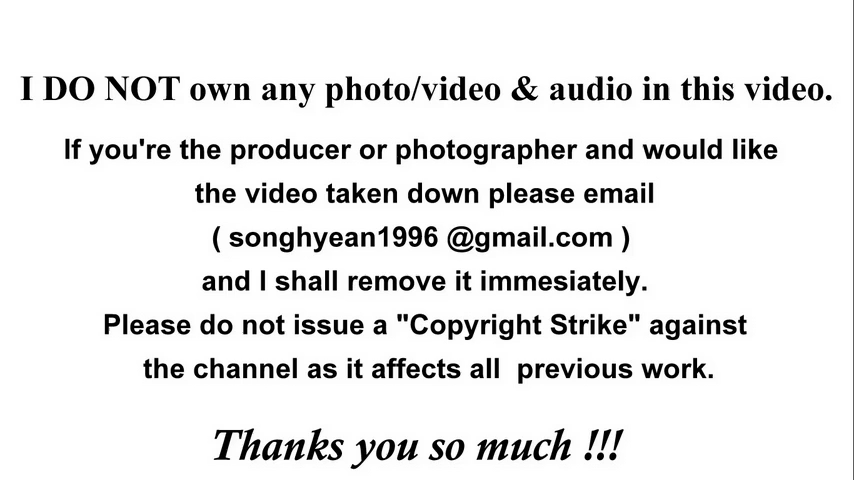 I DO NOT own any photo/video & audio in this video.
If you're the producer or photographer and would like
the video taken down please email
( songhyean1996 @gmail.com )
and I shall remove it immesiately.
Please do not issue a "Copyright Strike" against
the channel as it affects all  previous work.
Thanks you so much !!!